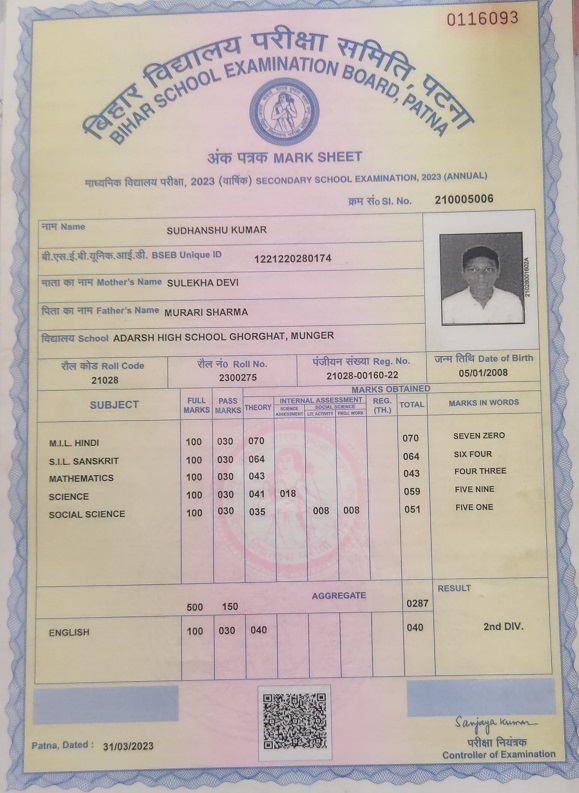 0116093
बिहार विद्यालय परीक्षा समिति, पटना
BIHAR SCHOOL EXAMINATION BOARD, PATNA
अंक पत्रक MARK SHEET
माध्यमिक विद्यालय परीक्षा, 2023 (वार्षिक) SECONDARY SCHOOL EXAMINATION, 2023 (ANNUAL)
क्रम सं० Sl. No. 210005006
नाम Name SUDHANSHU KUMAR
बी.एस.ई.बी.यूनिक.आई.डी. BSEB Unique ID 1221220280174
माता का नाम Mother's Name SULEKHA DEVI
पिता का नाम Father's Name MURARI SHARMA
विद्यालय School ADARSH HIGH SCHOOL GHORGHAT, MUNGER
रौल कोड Roll Code रौल नं० Roll No. पंजीयन संख्या Reg. No. जन्म तिथि Date of Birth
21028 2300275 21028-00160-22 05/01/2008
MARKS OBTAINED
SUBJECT FULL MARKS PASS MARKS THEORY INTERNAL ASSESSMENT REG. (TH.) TOTAL MARKS IN WORDS
SCIENCE ASSESSMENT SOCIAL SCIENCE LIT. ACTIVITY PROJ. WORK
M.I.L. HINDI 100 030 070 070 SEVEN ZERO
S.I.L. SANSKRIT 100 030 064 064 SIX FOUR
MATHEMATICS 100 030 043 043 FOUR THREE
SCIENCE 100 030 041 018 059 FIVE NINE
SOCIAL SCIENCE 100 030 035 008 008 051 FIVE ONE
500 150 AGGREGATE 0287 RESULT
ENGLISH 100 030 040 040 2nd DIV.
Patna, Dated : 31/03/2023
Sanjaya Kumar
परीक्षा नियंत्रक
Controller of Examination